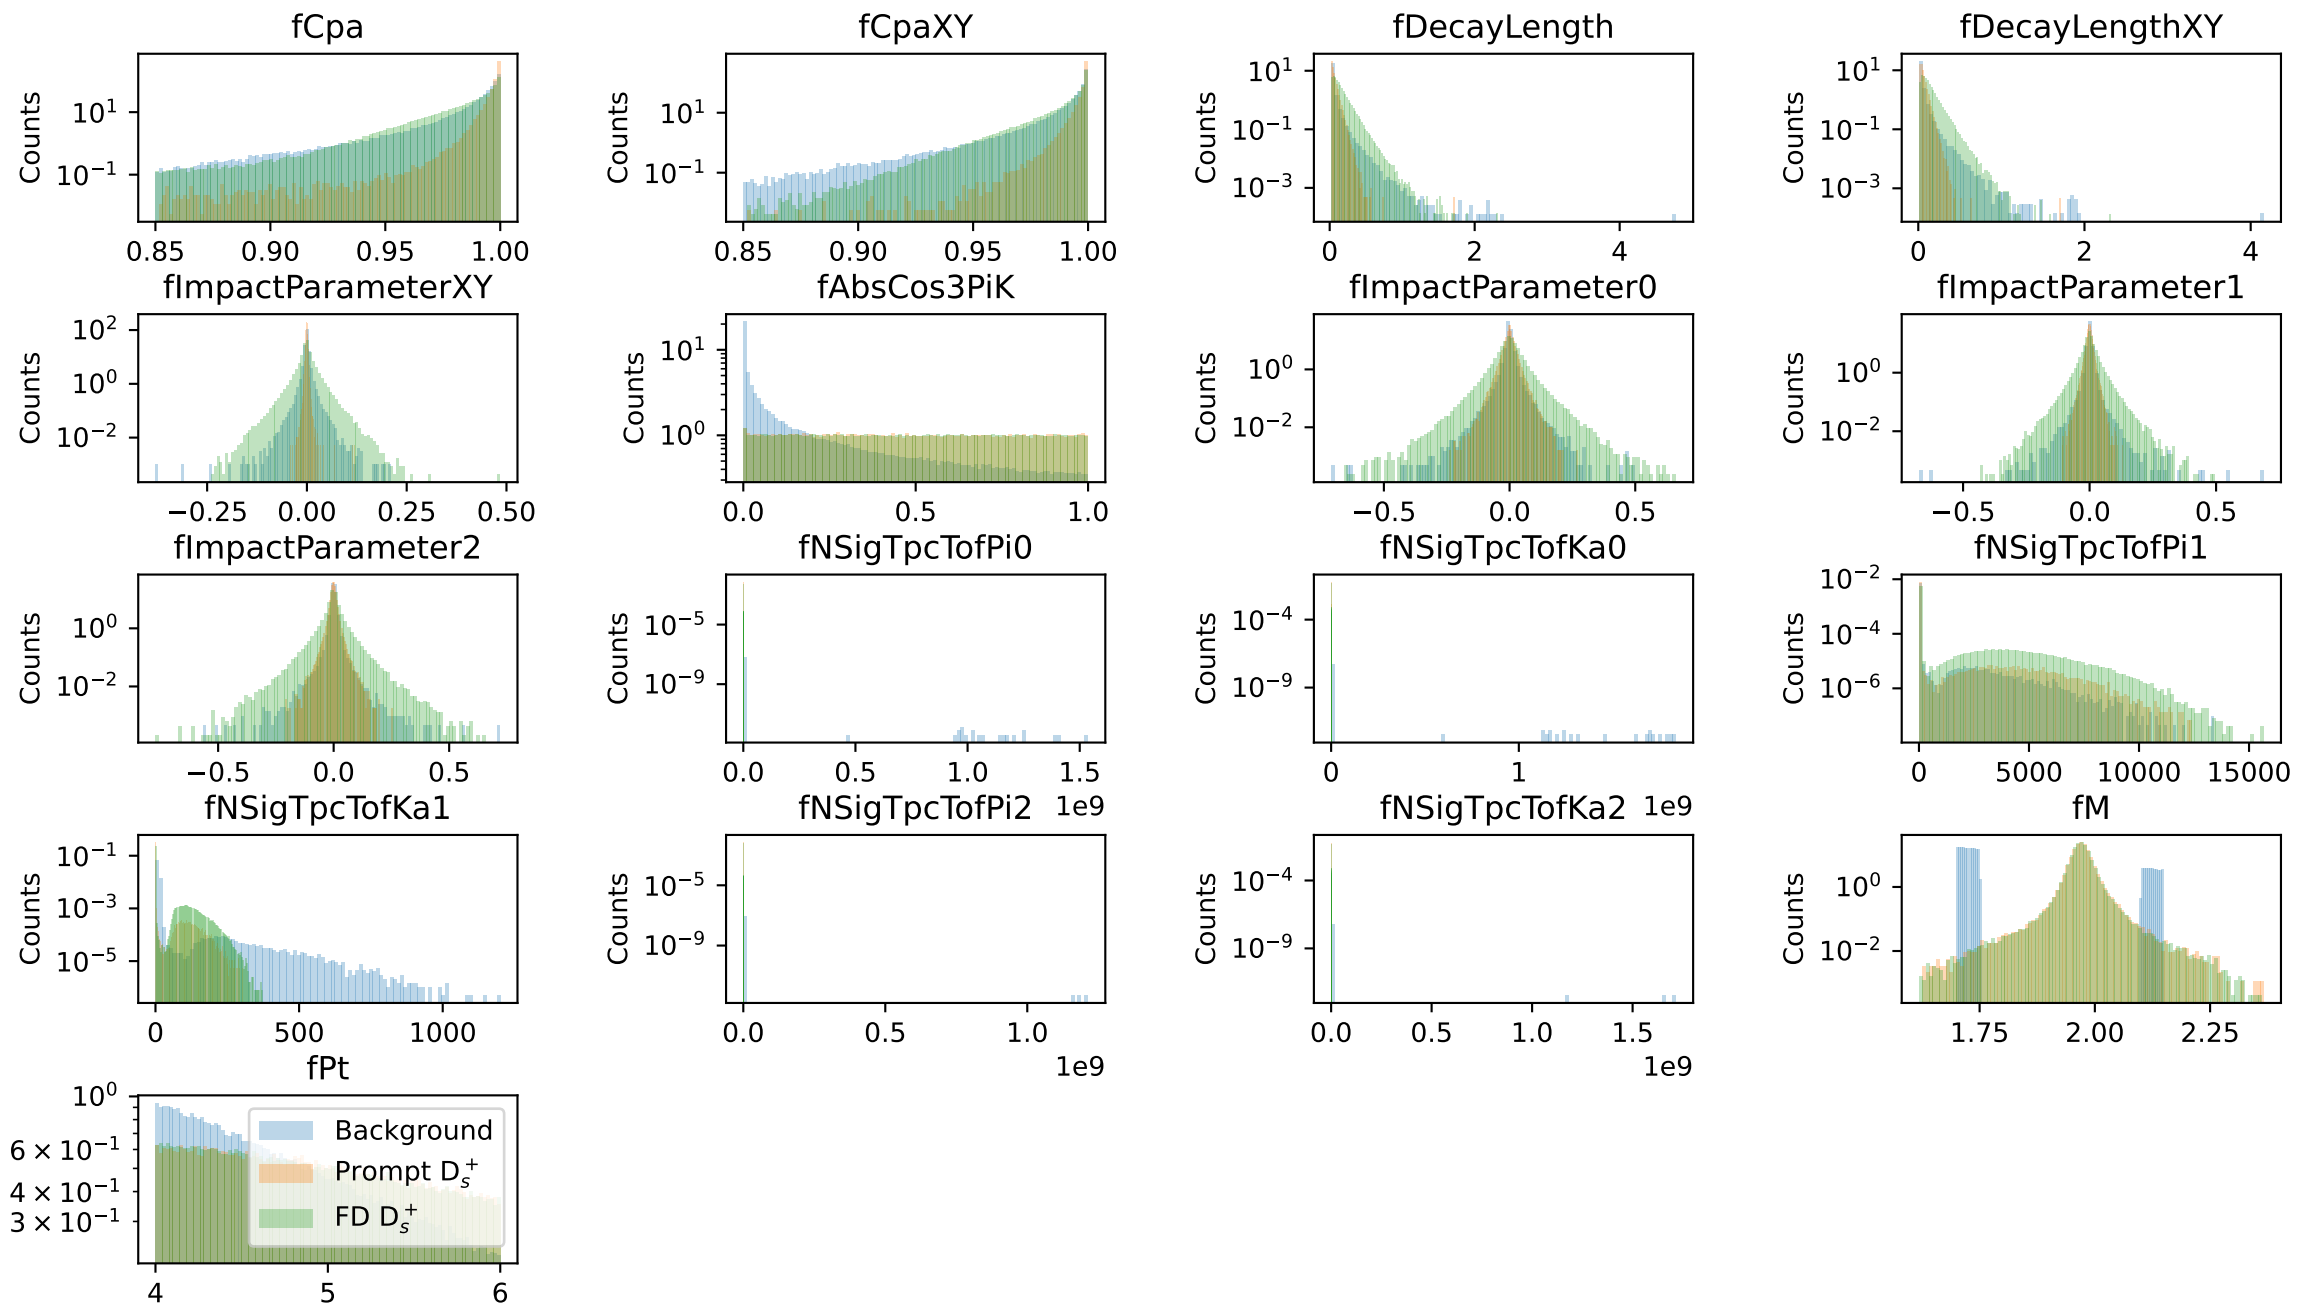 fCpa
Counts
10^1
10^-1
0.85 0.90 0.95 1.00
fCpaXY
Counts
10^1
10^-1
0.85 0.90 0.95 1.00
fDecayLength
Counts
10^1
10^-1
10^-3
0 2 4
fDecayLengthXY
Counts
10^1
10^-1
10^-3
0 2 4
fImpactParameterXY
Counts
10^2
10^0
10^-2
−0.25 0.00 0.25 0.50
fAbsCos3PiK
Counts
10^1
10^0
0.0 0.5 1.0
fImpactParameter0
Counts
10^0
10^-2
−0.5 0.0 0.5
fImpactParameter1
Counts
10^0
10^-2
−0.5 0.0 0.5
fImpactParameter2
Counts
10^0
10^-2
−0.5 0.0 0.5
fNSigTpcTofPi0
Counts
10^-5
10^-9
0.0 0.5 1.0 1.5
1e9
fNSigTpcTofKa0
Counts
10^-4
10^-9
0 1
1e9
fNSigTpcTofPi1
Counts
10^-2
10^-4
10^-6
0 5000 10000 15000
fNSigTpcTofKa1
Counts
10^-1
10^-3
10^-5
0 500 1000
fNSigTpcTofPi2
Counts
10^-5
10^-9
0.0 0.5 1.0
1e9
fNSigTpcTofKa2
Counts
10^-4
10^-9
0.0 0.5 1.0 1.5
1e9
fM
Counts
10^0
10^-2
1.75 2.00 2.25
fPt
10^0
6 × 10^-1
4 × 10^-1
3 × 10^-1
4 5 6
Background
Prompt D_s^+
FD D_s^+